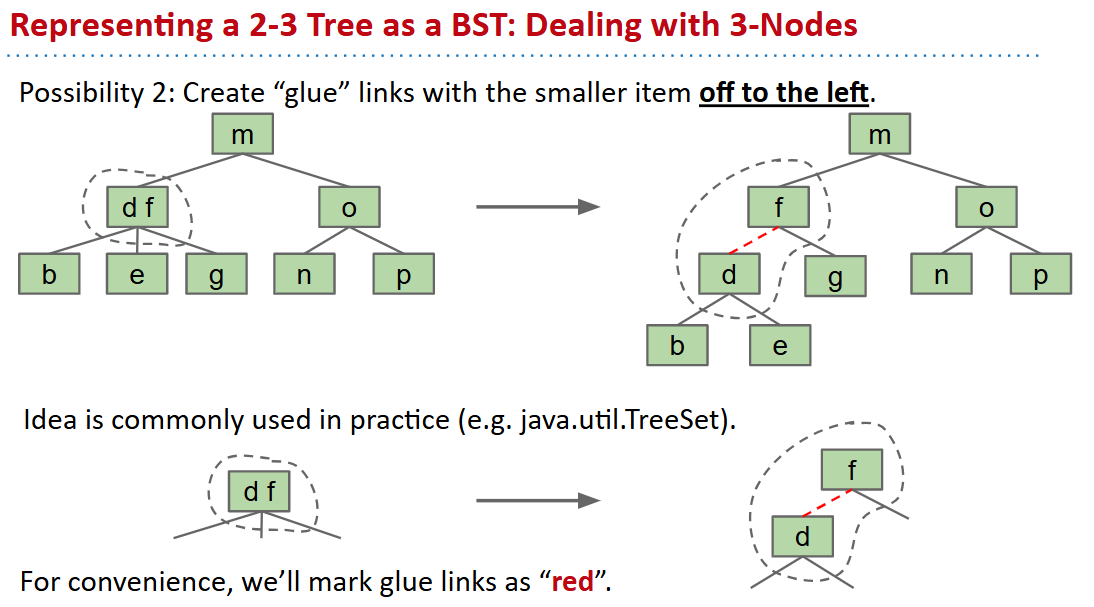 Representing a 2-3 Tree as a BST: Dealing with 3-Nodes
Possibility 2: Create “glue” links with the smaller item off to the left.
m
d f
o
b
e
g
n
p
m
f
o
d
g
n
p
b
e
Idea is commonly used in practice (e.g. java.util.TreeSet).
d f
f
d
For convenience, we’ll mark glue links as “red”.